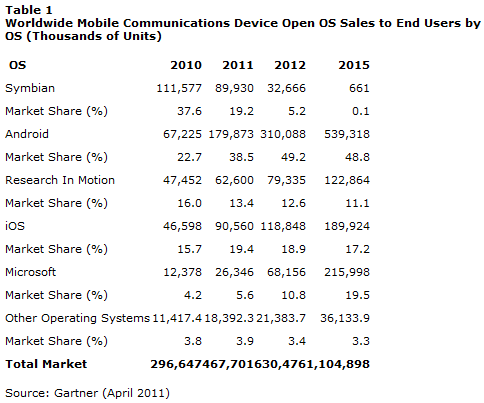 Table 1
Worldwide Mobile Communications Device Open OS Sales to End Users by
OS (Thousands of Units)
OS 2010 2011 2012 2015
Symbian 111,577 89,930 32,666 661
Market Share (%) 37.6 19.2 5.2 0.1
Android 67,225 179,873 310,088 539,318
Market Share (%) 22.7 38.5 49.2 48.8
Research In Motion 47,452 62,600 79,335 122,864
Market Share (%) 16.0 13.4 12.6 11.1
iOS 46,598 90,560 118,848 189,924
Market Share (%) 15.7 19.4 18.9 17.2
Microsoft 12,378 26,346 68,156 215,998
Market Share (%) 4.2 5.6 10.8 19.5
Other Operating Systems 11,417.4 18,392.3 21,383.7 36,133.9
Market Share (%) 3.8 3.9 3.4 3.3
Total Market 296,647 467,701 630,476 1,104,898
Source: Gartner (April 2011)